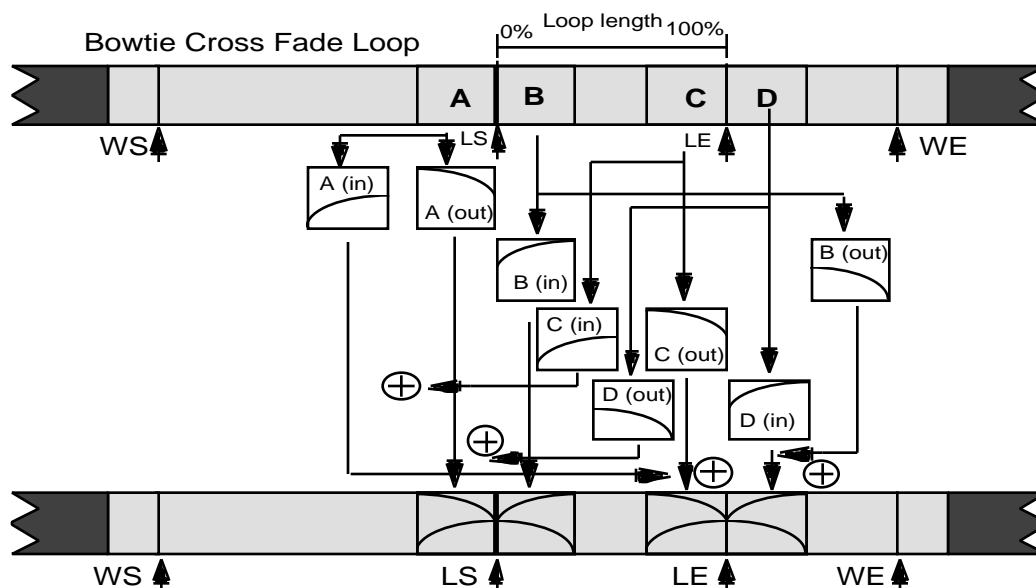 Bowtie Cross Fade Loop
0% Loop length 100%
A B C D
WS LS LE WE
A (in)
A (out)
B (in)
B (out)
C (in)
C (out)
D (out)
D (in)
WS LS LE WE